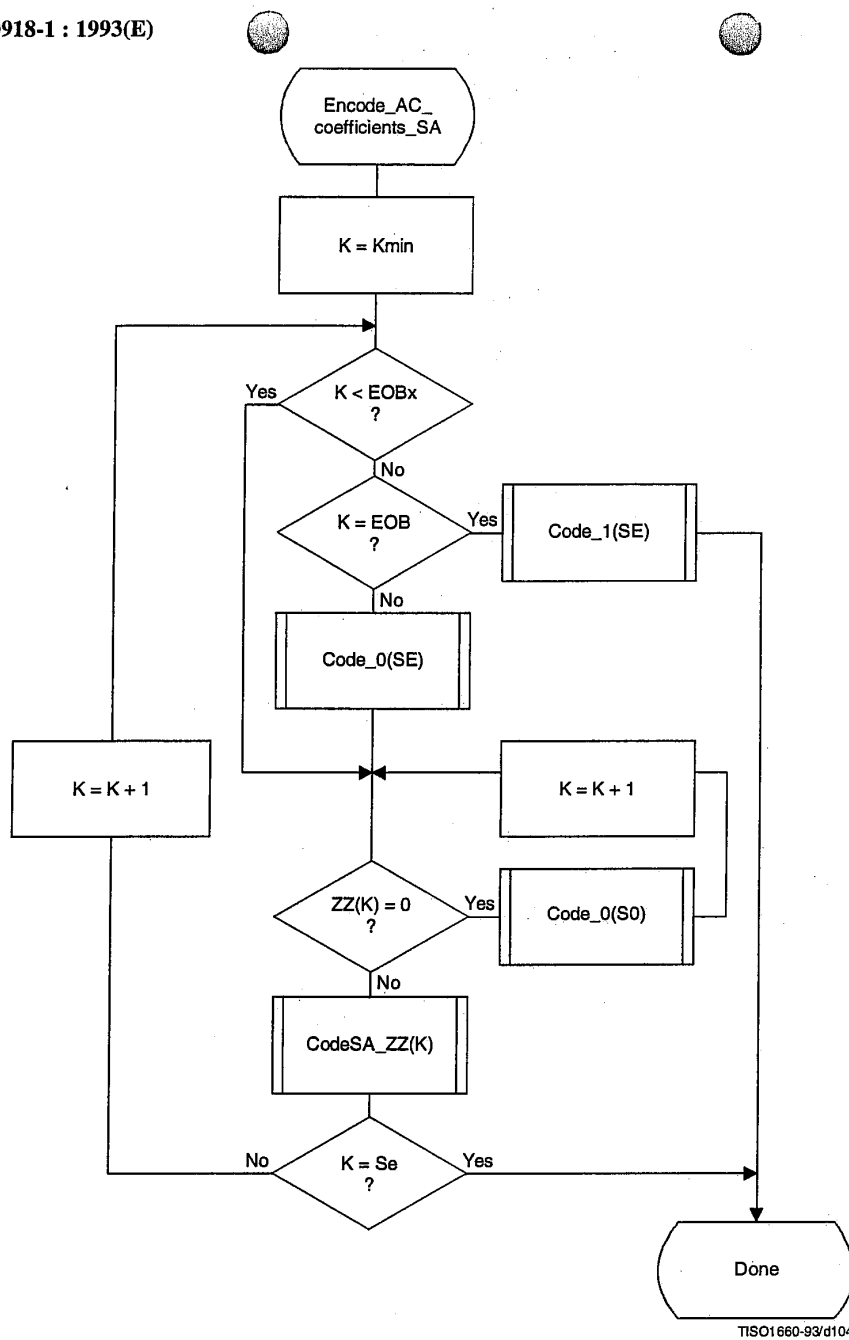 918-1 : 1993(E)
Encode_AC_
coefficients_SA
K = Kmin
K < EOBx
?
Yes
No
K = EOB
?
Yes
Code_1(SE)
No
Code_0(SE)
K = K + 1
K = K + 1
ZZ(K) = 0
?
Yes
Code_0(S0)
No
CodeSA_ZZ(K)
No
K = Se
?
Yes
Done
TISO1660-93/d104